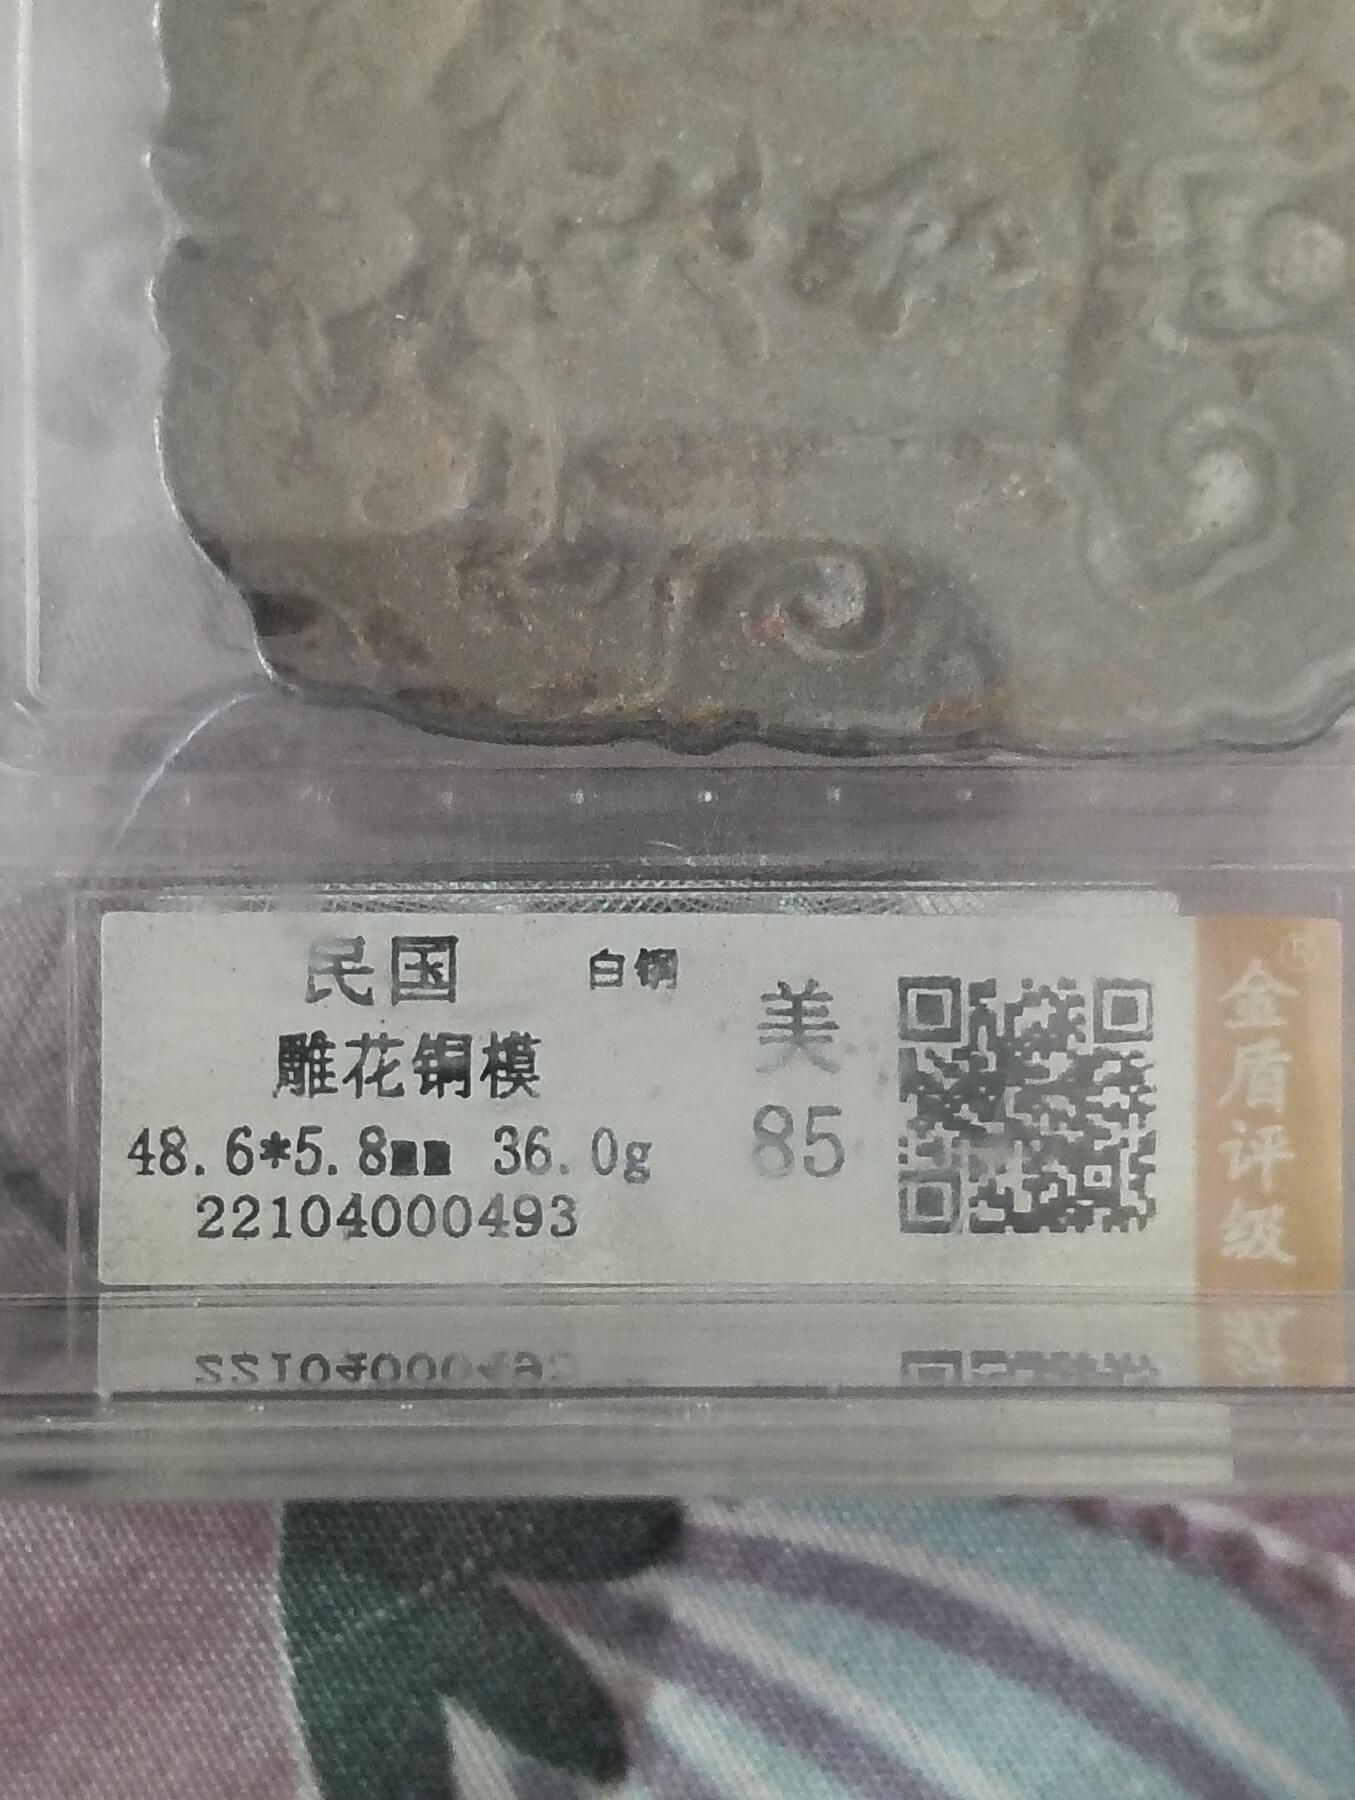 民国 白铜
雕花铜模
48.6*5.8mm 36.0g
22104000493
美
85
金盾评级®